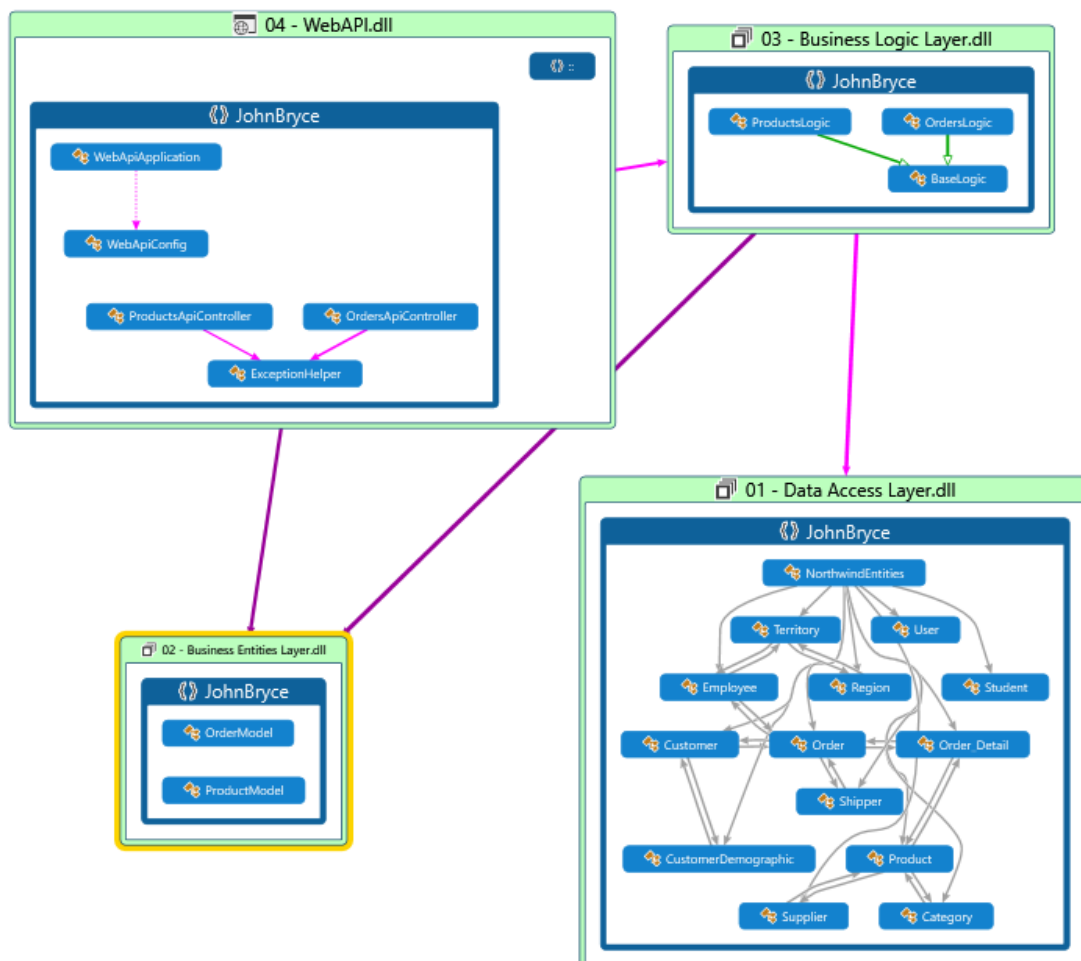 04 - WebAPI.dll
::
JohnBryce
WebApiApplication
WebApiConfig
ProductsApiController
OrdersApiController
ExceptionHelper
03 - Business Logic Layer.dll
JohnBryce
ProductsLogic
OrdersLogic
BaseLogic
02 - Business Entities Layer.dll
JohnBryce
OrderModel
ProductModel
01 - Data Access Layer.dll
JohnBryce
NorthwindEntities
Territory
User
Employee
Region
Student
Customer
Order
Order_Detail
Shipper
CustomerDemographic
Product
Supplier
Category